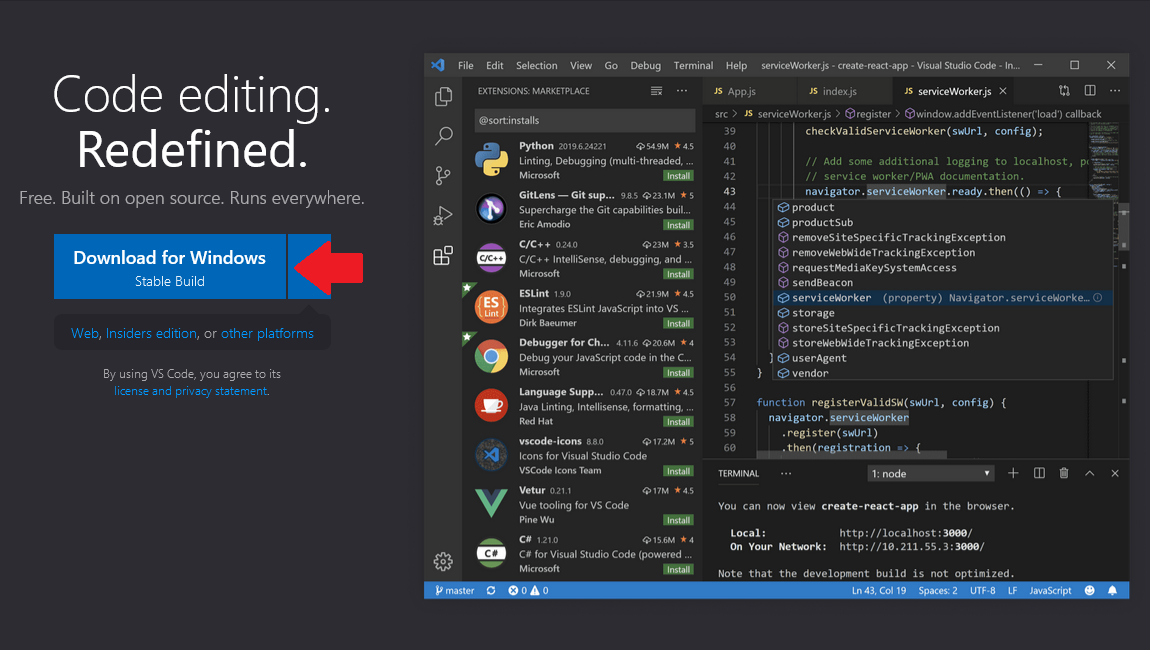 Code editing.
Redefined.
Free. Built on open source. Runs everywhere.
Download for Windows
Stable Build
Web, Insiders edition, or other platforms
By using VS Code, you agree to its
license and privacy statement.
File Edit Selection View Go Debug Terminal Help serviceWorker.js - create-react-app - Visual Studio Code - In...
EXTENSIONS: MARKETPLACE
@sort:installs
Python 2019.6.24221 54.9M 4.5
Linting, Debugging (multi-threaded, ...
Microsoft Install
GitLens — Git sup... 9.8.5 23.1M 5
Supercharge the Git capabilities buil...
Eric Amodio Install
C/C++
C/C++ 0.24.0 23M 3.5
C/C++ IntelliSense, debugging, and ...
Microsoft Install
ES
Lint
ESLint 1.9.0 21.9M 4.5
Integrates ESLint JavaScript into VS ...
Dirk Baeumer Install
Debugger for Ch... 4.11.6 20.6M 4
Debug your JavaScript code in the C...
Microsoft Install
Language Supp... 0.47.0 18.7M 4.5
Java Linting, Intellisense, formatting, ...
Red Hat Install
vscode-icons 8.8.0 17.2M 5
Icons for Visual Studio Code
VSCode Icons Team Install
Vetur 0.21.1 17M 4.5
Vue tooling for VS Code
Pine Wu Install
C#
C# 1.21.0 15.6M 4
C# for Visual Studio Code (powered ...
Microsoft Install
JS App.js JS index.js JS serviceWorker.js
src > JS serviceWorker.js > register > window.addEventListener('load') callback
39 checkValidServiceWorker(swUrl, config);
40
41 // Add some additional logging to localhost, po
42 // service worker/PWA documentation.
43 navigator.serviceWorker.ready.then(() => {
44 product
45 productSub
46 removeSiteSpecificTrackingException
47 removeWebWideTrackingException
48 requestMediaKeySystemAccess
49 sendBeacon
50 serviceWorker (property) Navigator.serviceWorke...
51 storage
52 storeSiteSpecificTrackingException
53 storeWebWideTrackingException
54 } userAgent
55 } vendor
56
57 function registerValidSW(swUrl, config) {
58 navigator.serviceWorker
59 .register(swUrl)
60 .then(registration => {
TERMINAL ... 1: node
You can now view create-react-app in the browser.
Local: http://localhost:3000/
On Your Network: http://10.211.55.3:3000/
Note that the development build is not optimized.
master 0 0 Ln 43, Col 19 Spaces: 2 UTF-8 LF JavaScript